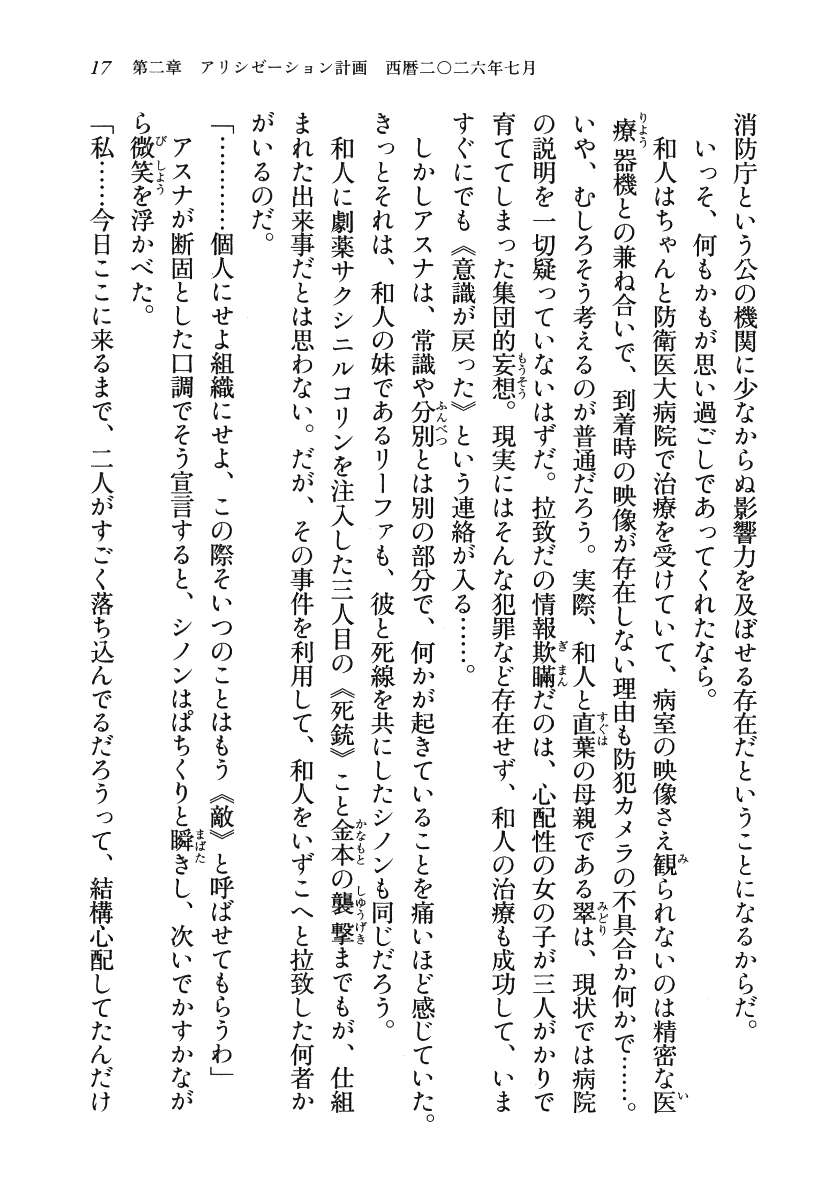 17　第二章　アリシゼーション計画　西暦二〇二六年七月
消防庁という公の機関に少なからぬ影響力を及ぼせる存在だということになるからだ。
いっそ、何もかもが思い過ごしであってくれたなら。
和人はちゃんと防衛医大病院で治療を受けていて、病室の映像さえ観られないのは精密な医
療器機との兼ね合いで、到着時の映像が存在しない理由も防犯カメラの不具合か何かで……。
いや、むしろそう考えるのが普通だろう。実際、和人と直葉の母親である翠は、現状では病院
の説明を一切疑っていないはずだ。拉致だの情報欺瞞だのは、心配性の女の子が三人がかりで
育ててしまった集団的妄想。現実にはそんな犯罪など存在せず、和人の治療も成功して、いま
すぐにでも《意識が戻った》という連絡が入る……。
しかしアスナは、常識や分別とは別の部分で、何かが起きていることを痛いほど感じていた。
きっとそれは、和人の妹であるリーファも、彼と死線を共にしたシノンも同じだろう。
和人に劇薬サクシニルコリンを注入した三人目の《死銃》こと金本の襲撃までもが、仕組
まれた出来事だとは思わない。だが、その事件を利用して、和人をいずこへと拉致した何者か
がいるのだ。
「…………個人にせよ組織にせよ、この際そいつのことはもう《敵》と呼ばせてもらうわ」
アスナが断固とした口調でそう宣言すると、シノンはぱちくりと瞬きし、次いでかすかなが
ら微笑を浮かべた。
「私……今日ここに来るまで、二人がすごく落ち込んでるだろうって、結構心配してたんだけ